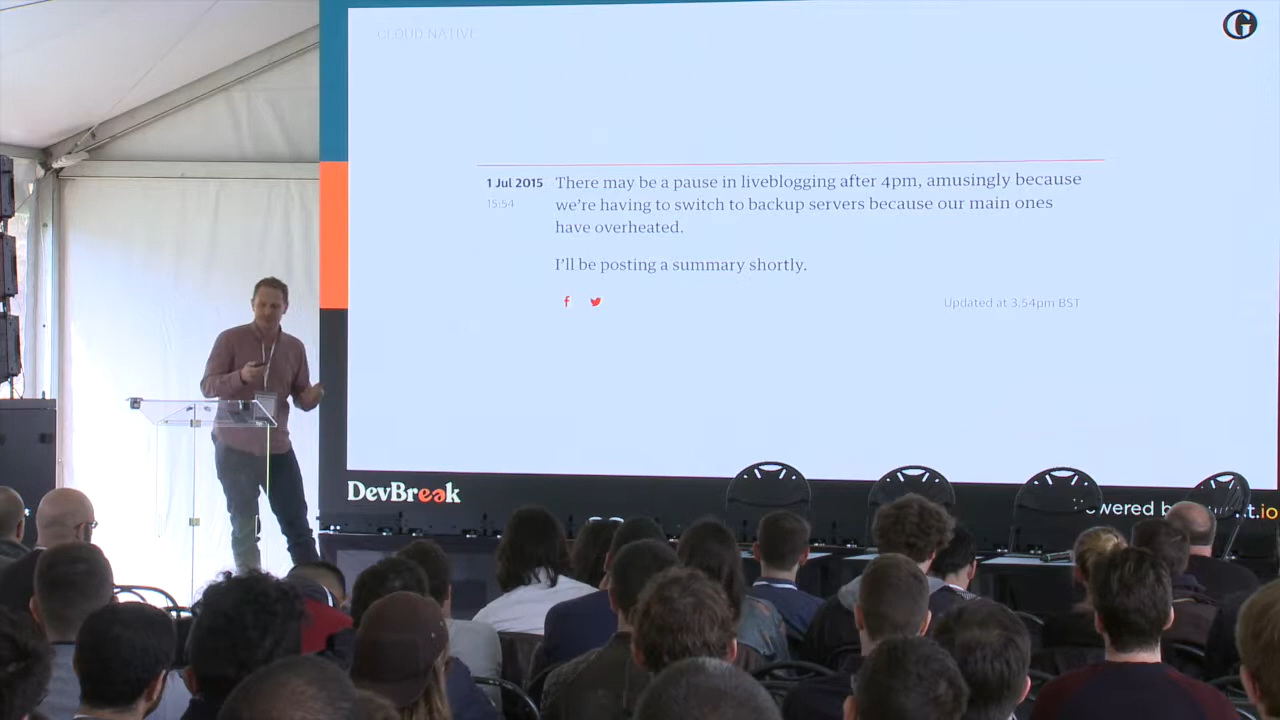 CLOUD NATIVE
G
1 Jul 2015
15:54
There may be a pause in liveblogging after 4pm, amusingly because
we're having to switch to backup servers because our main ones
have overheated.
I'll be posting a summary shortly.
f
Updated at 3.54pm BST
DevBreak